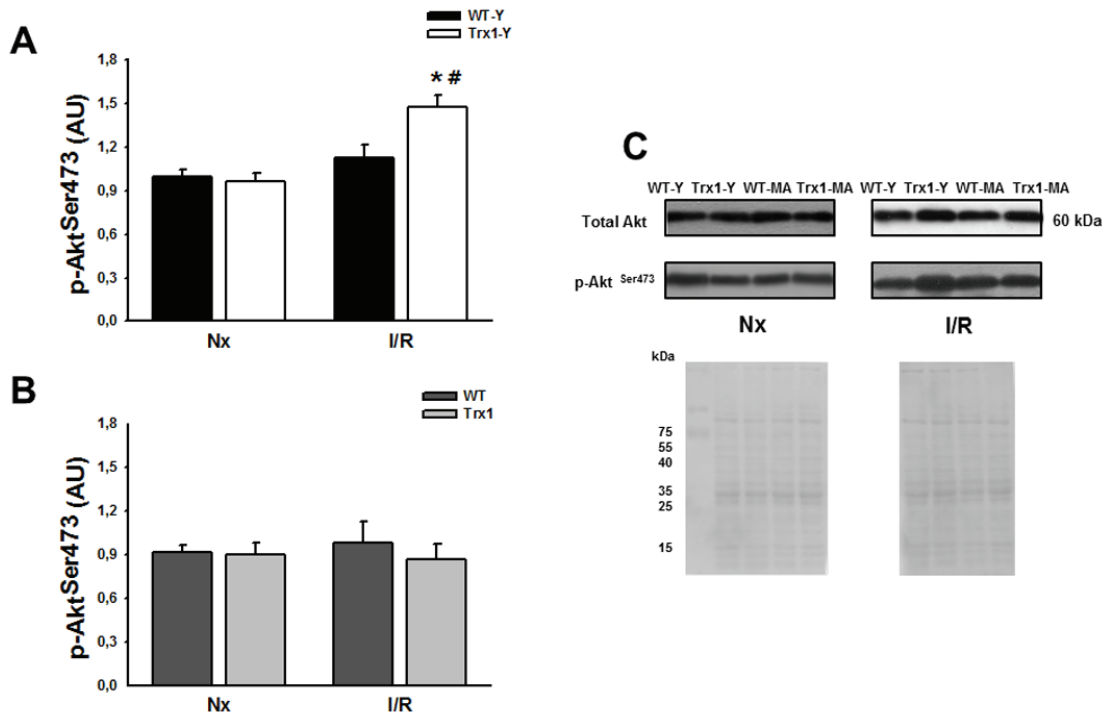 A
WT-Y
Trx1-Y
p-AktSer473 (AU)
1,8
1,5
1,2
0,9
0,6
0,3
0,0
* #
Nx I/R
B
WT
Trx1
p-AktSer473 (AU)
1,8
1,5
1,2
0,9
0,6
0,3
0,0
Nx I/R
C
WT-Y Trx1-Y WT-MA Trx1-MA WT-Y Trx1-Y WT-MA Trx1-MA
Total Akt 60 kDa
p-Akt Ser473
Nx I/R
kDa
75
55
40
35
25
15